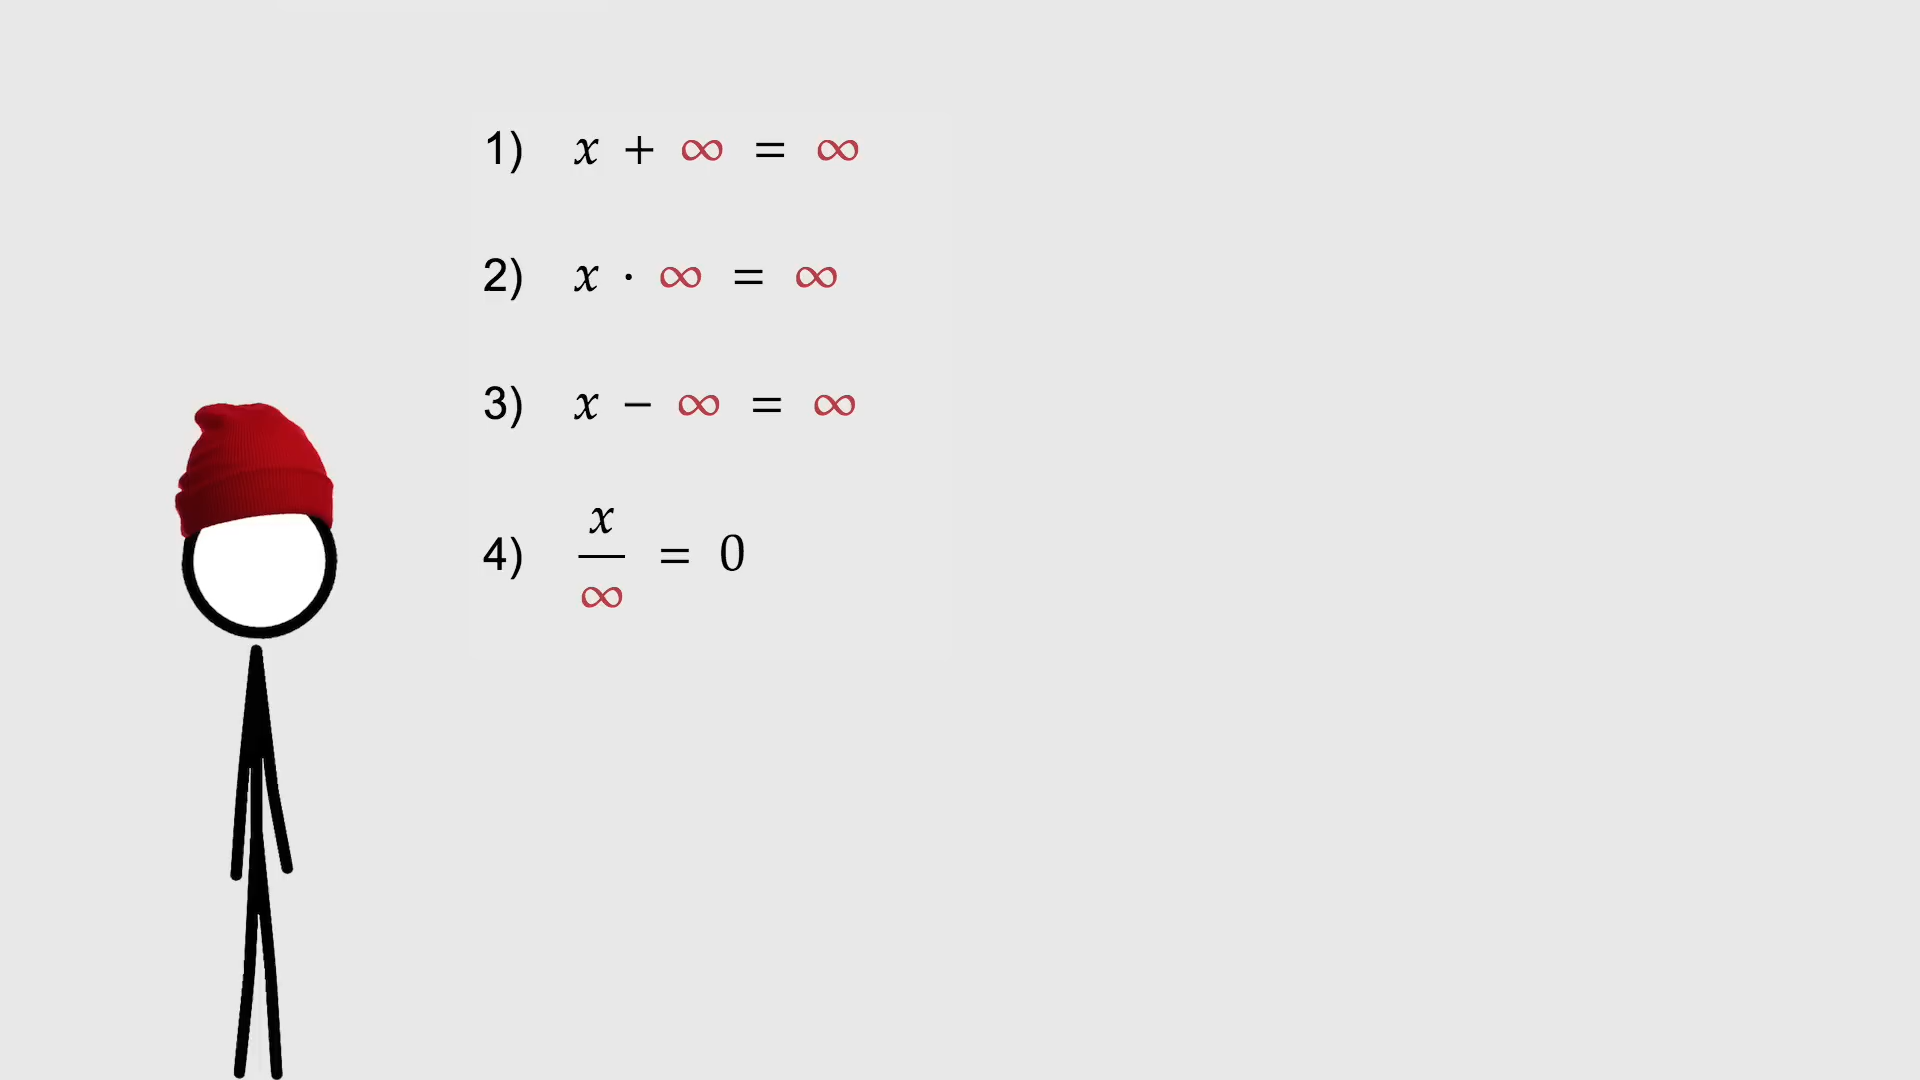 1) x + ∞ = ∞
2) x · ∞ = ∞
3) x − ∞ = ∞
4) x/∞ = 0